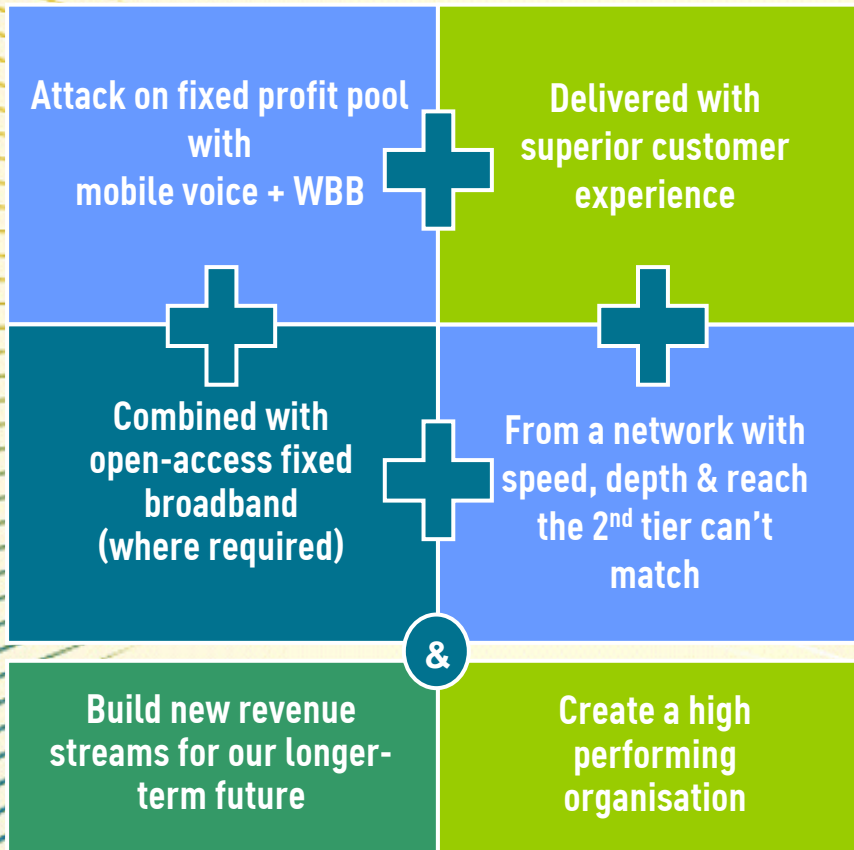 Attack on fixed profit pool
with
mobile voice + WBB
Delivered with
superior customer
experience
Combined with
open-access fixed
broadband
(where required)
From a network with
speed, depth & reach
the 2nd tier can't
match
&
Build new revenue
streams for our longer-
term future
Create a high
performing
organisation